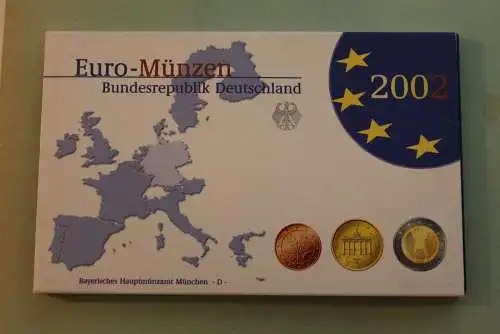 Euro-Münzen
Bundesrepublik Deutschland
2002
Bayerisches Hauptmünzamt München - D -